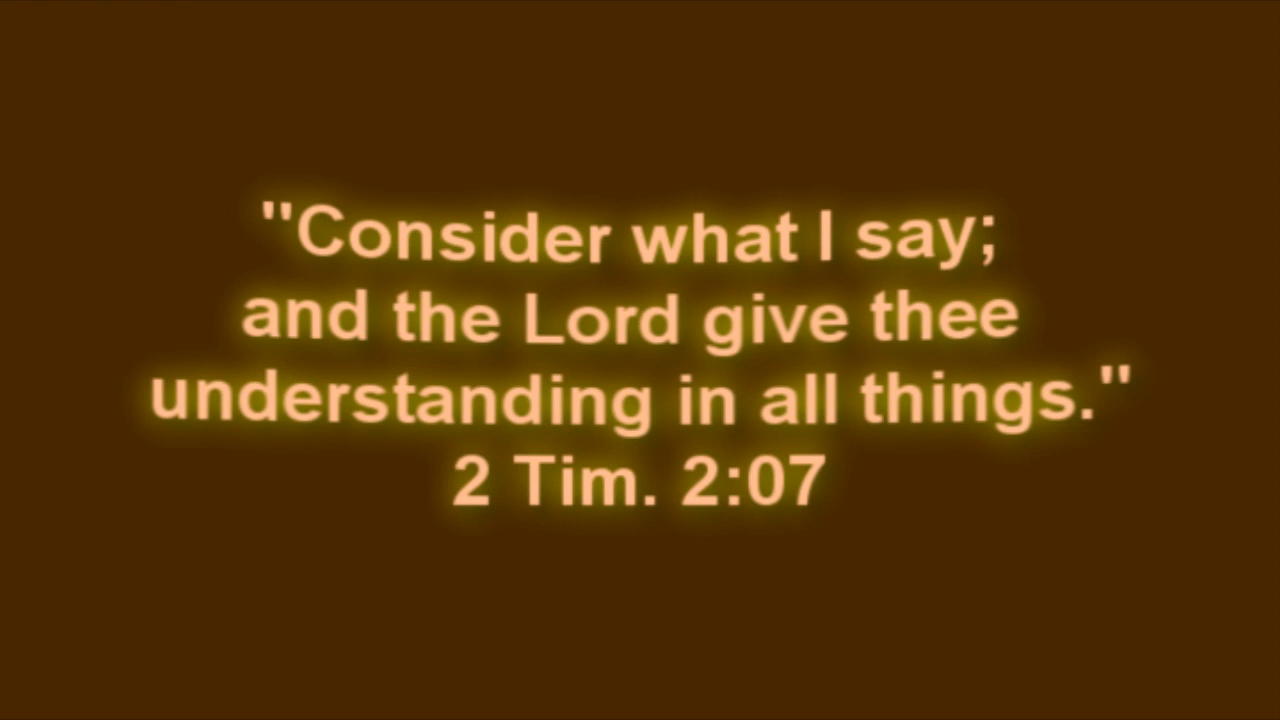 "Consider what I say;
and the Lord give thee
understanding in all things."
2 Tim. 2:07